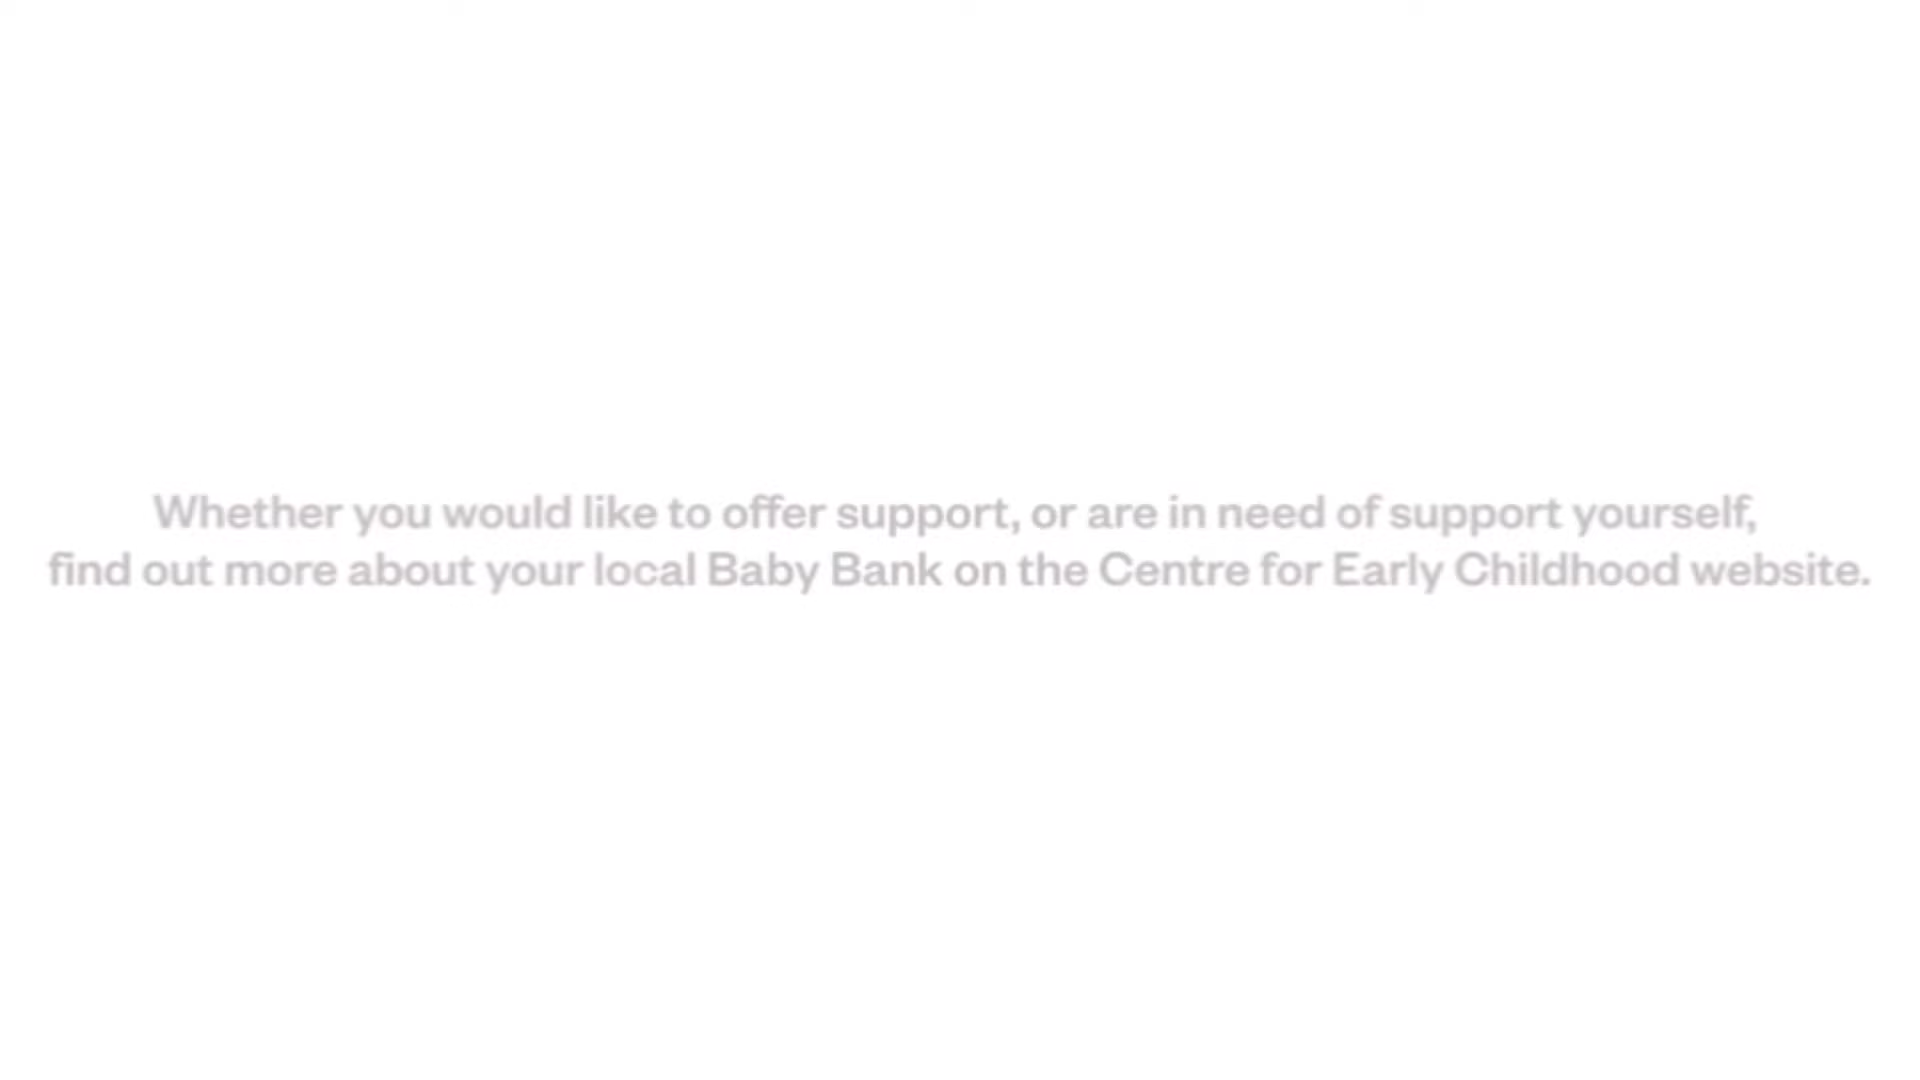 Whether you would like to offer support, or are in need of support yourself,
find out more about your local Baby Bank on the Centre for Early Childhood website.